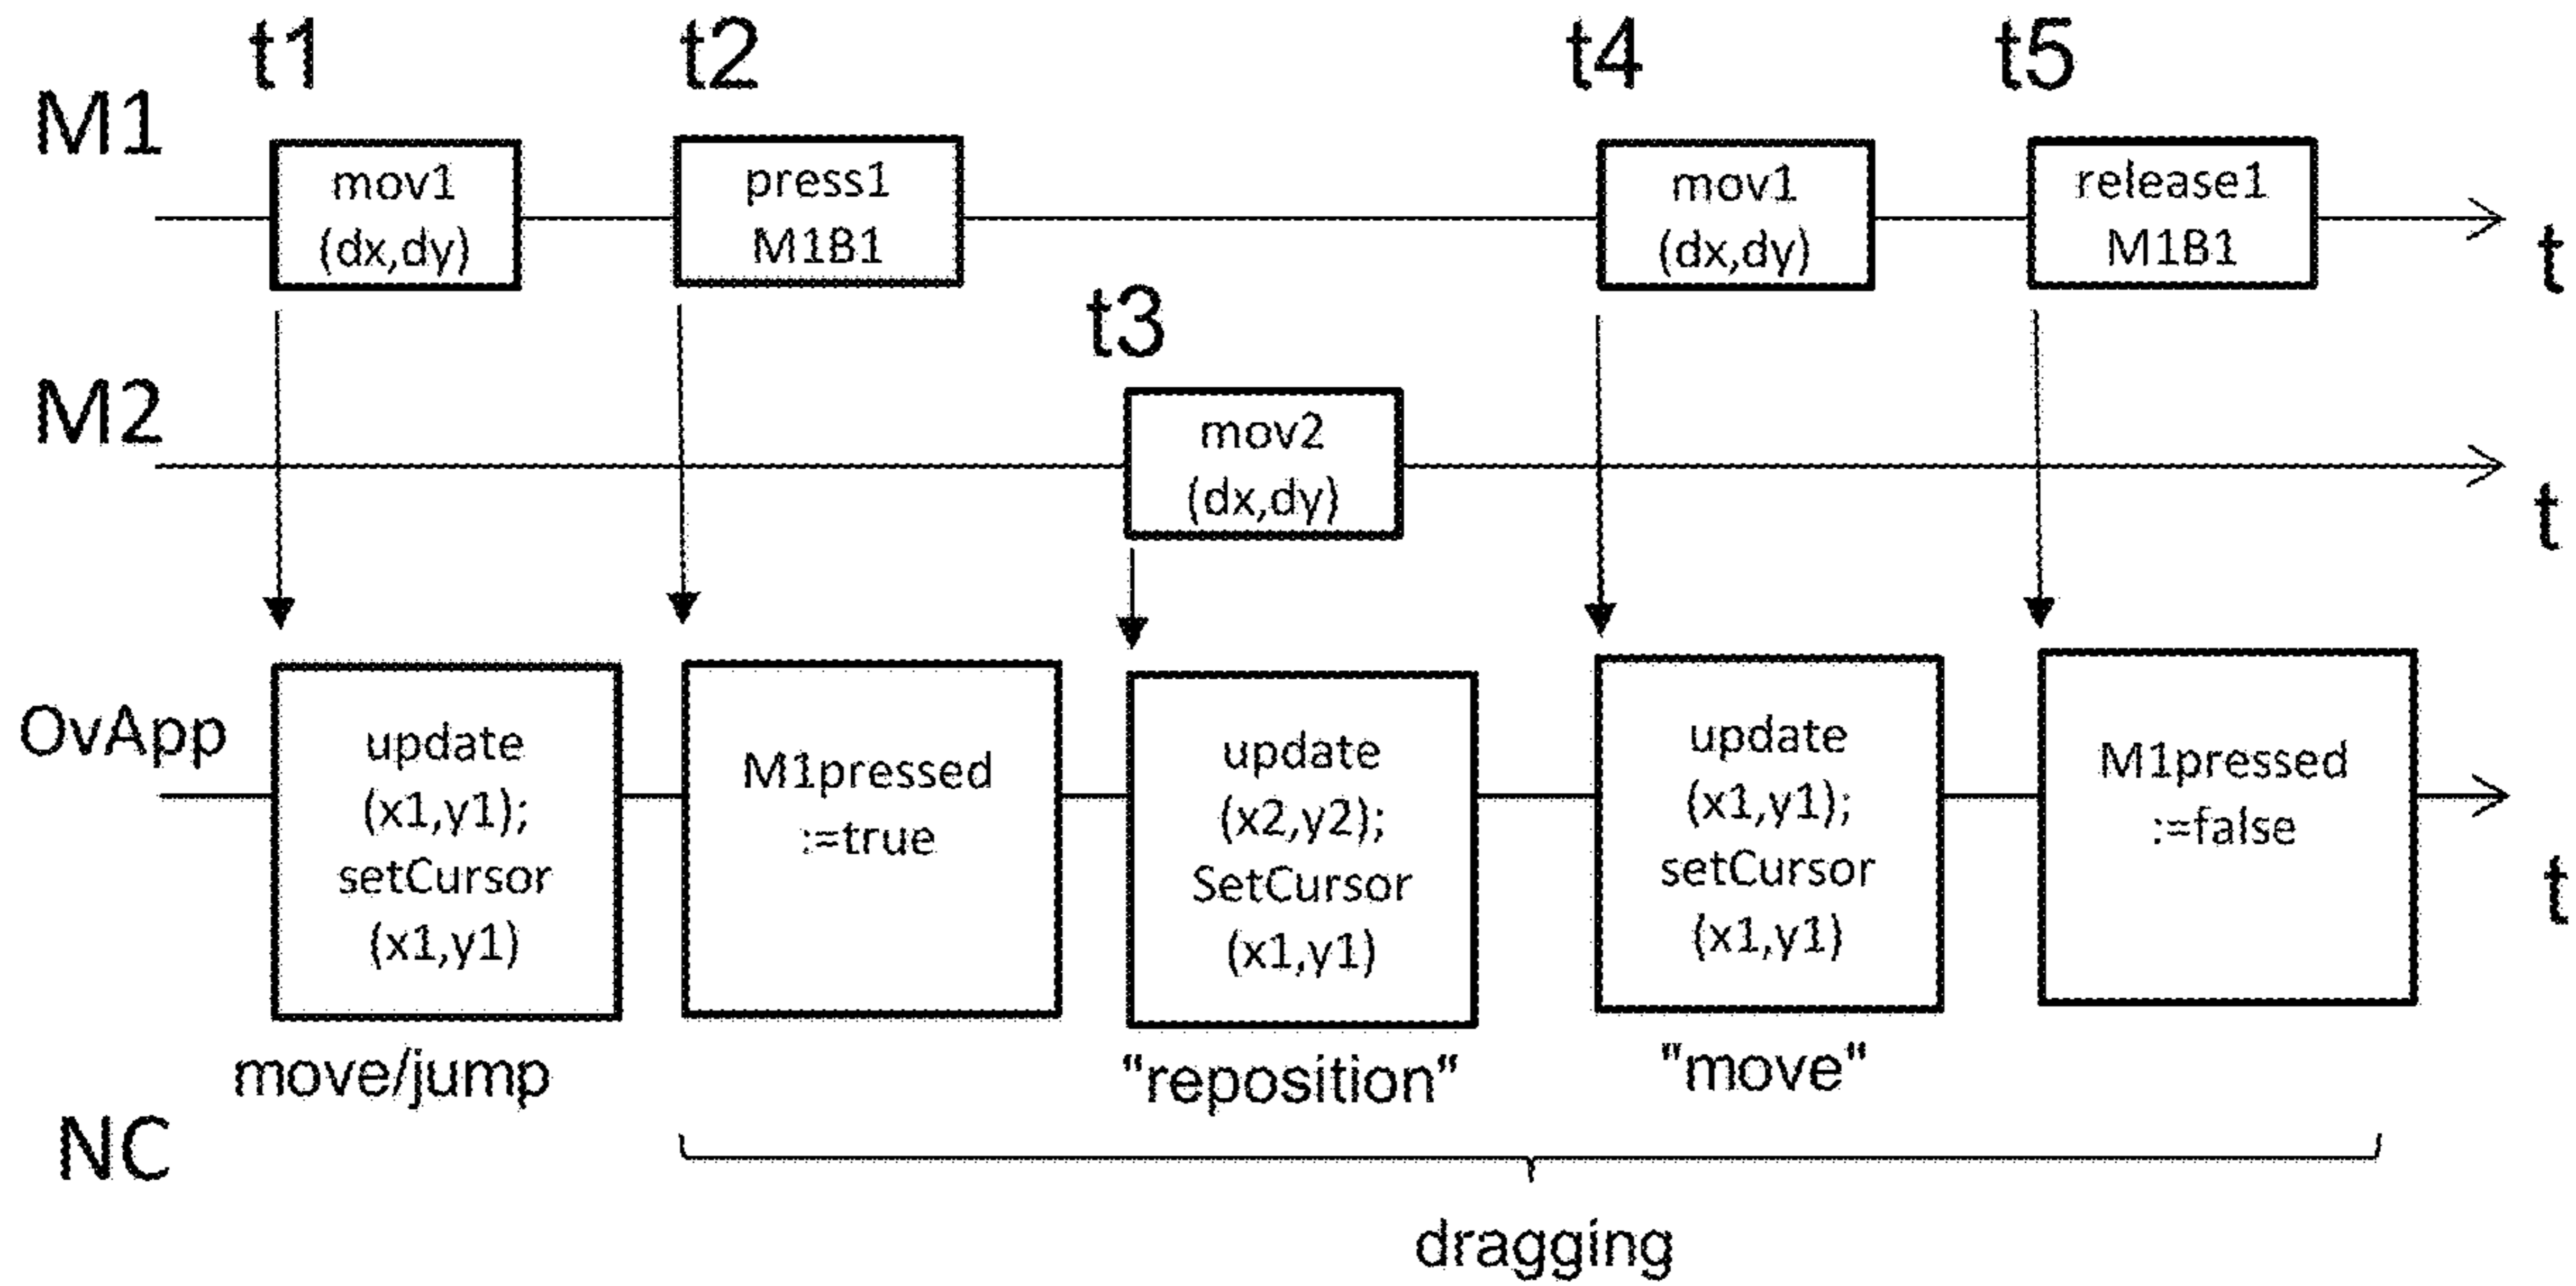 t1
t2
t4
t5
M1
mov1
(dx,dy)
press1
M1B1
mov1
(dx,dy)
release1
M1B1
t
t3
M2
mov2
(dx,dy)
t
OvApp
update
(x1,y1);
setCursor
(x1,y1)
M1pressed
:=true
update
(x2,y2);
SetCursor
(x1,y1)
update
(x1,y1);
setCursor
(x1,y1)
M1pressed
:=false
t
move/jump
"reposition"
"move"
NC
dragging